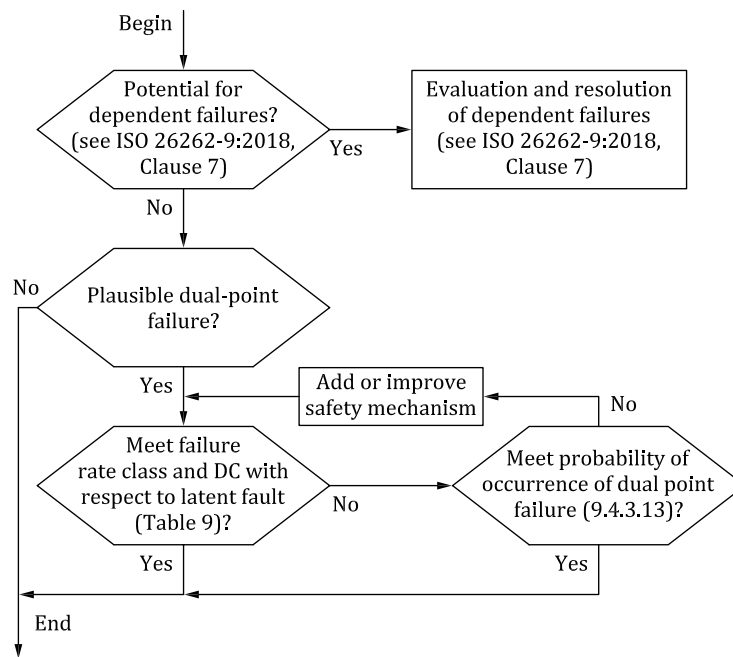 Begin
Potential for
dependent failures?
(see ISO 26262-9:2018,
Clause 7)
Yes
Evaluation and resolution
of dependent failures
(see ISO 26262-9:2018,
Clause 7)
No
No
Plausible dual-point
failure?
Yes
Add or improve
safety mechanism
No
Meet failure
rate class and DC with
respect to latent fault
(Table 9)?
No
Meet probability of
occurrence of dual point
failure (9.4.3.13)?
Yes
Yes
End